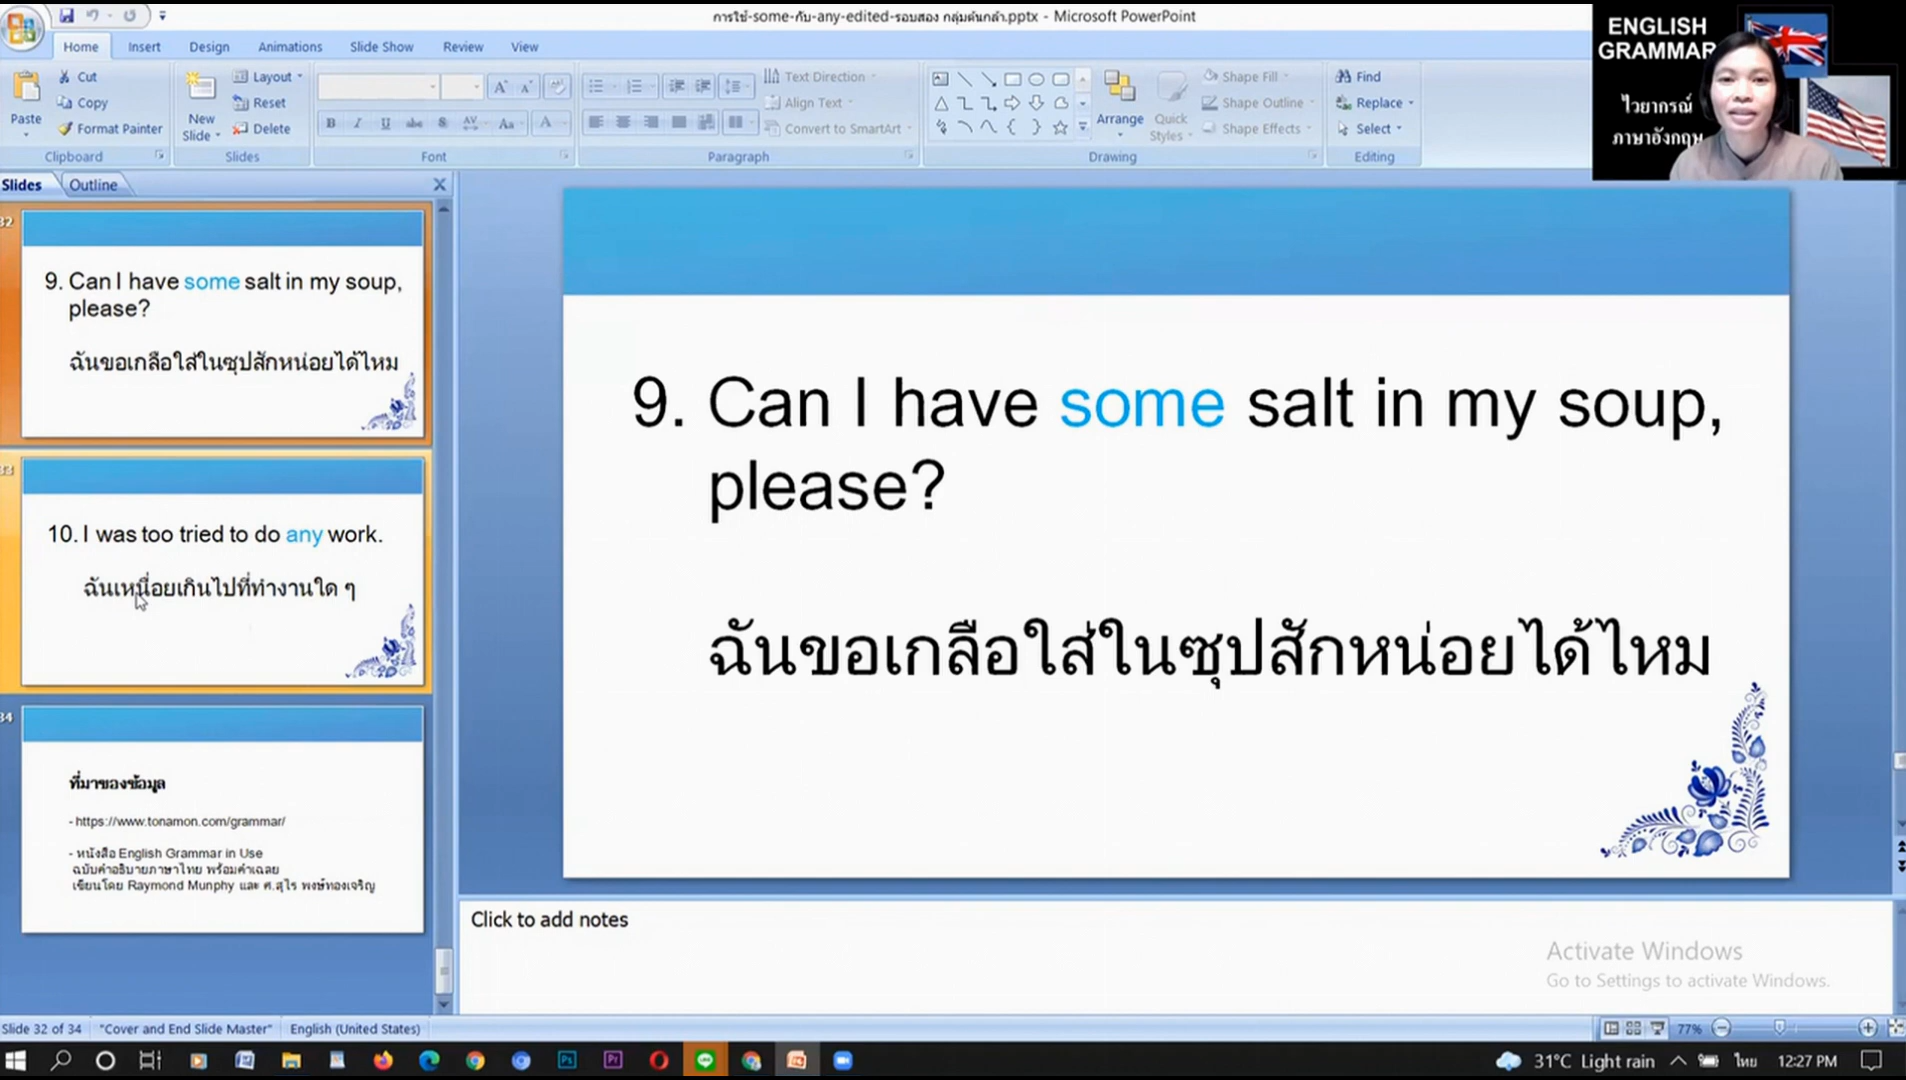 การใช้-some-กับ-any-edited-รอบสอง กลุ่มต้นกล้า.pptx - Microsoft PowerPoint
ENGLISH
GRAMMAR
ไวยากรณ์
ภาษาอังกฤษ
Home Insert Design Animations Slide Show Review View
Paste
Cut
Copy
Format Painter
Clipboard
New
Slide
Layout
Reset
Delete
Slides
Font
Text Direction
Align Text
Convert to SmartArt
Paragraph
Arrange
Quick
Styles
Shape Fill
Shape Outline
Shape Effects
Drawing
Find
Replace
Select
Editing
Slides Outline
32
9. Can I have some salt in my soup,
please?
ฉันขอเกลือใส่ในซุปสักหน่อยได้ไหม
33
10. I was too tried to do any work.
ฉันเหนื่อยเกินไปที่ทำงานใด ๆ
34
ที่มาของข้อมูล
- https://www.tonamon.com/grammar/
- หนังสือ English Grammar in Use
ฉบับคำอธิบายภาษาไทย พร้อมคำเฉลย
เขียนโดย Raymond Munphy และ ศ.สุไร พงษ์ทองเจริญ
9. Can I have some salt in my soup,
please?
ฉันขอเกลือใส่ในซุปสักหน่อยได้ไหม
Click to add notes
Activate Windows
Go to Settings to activate Windows.
Slide 32 of 34 "Cover and End Slide Master" English (United States) 77%
31°C Light rain ไทย 12:27 PM